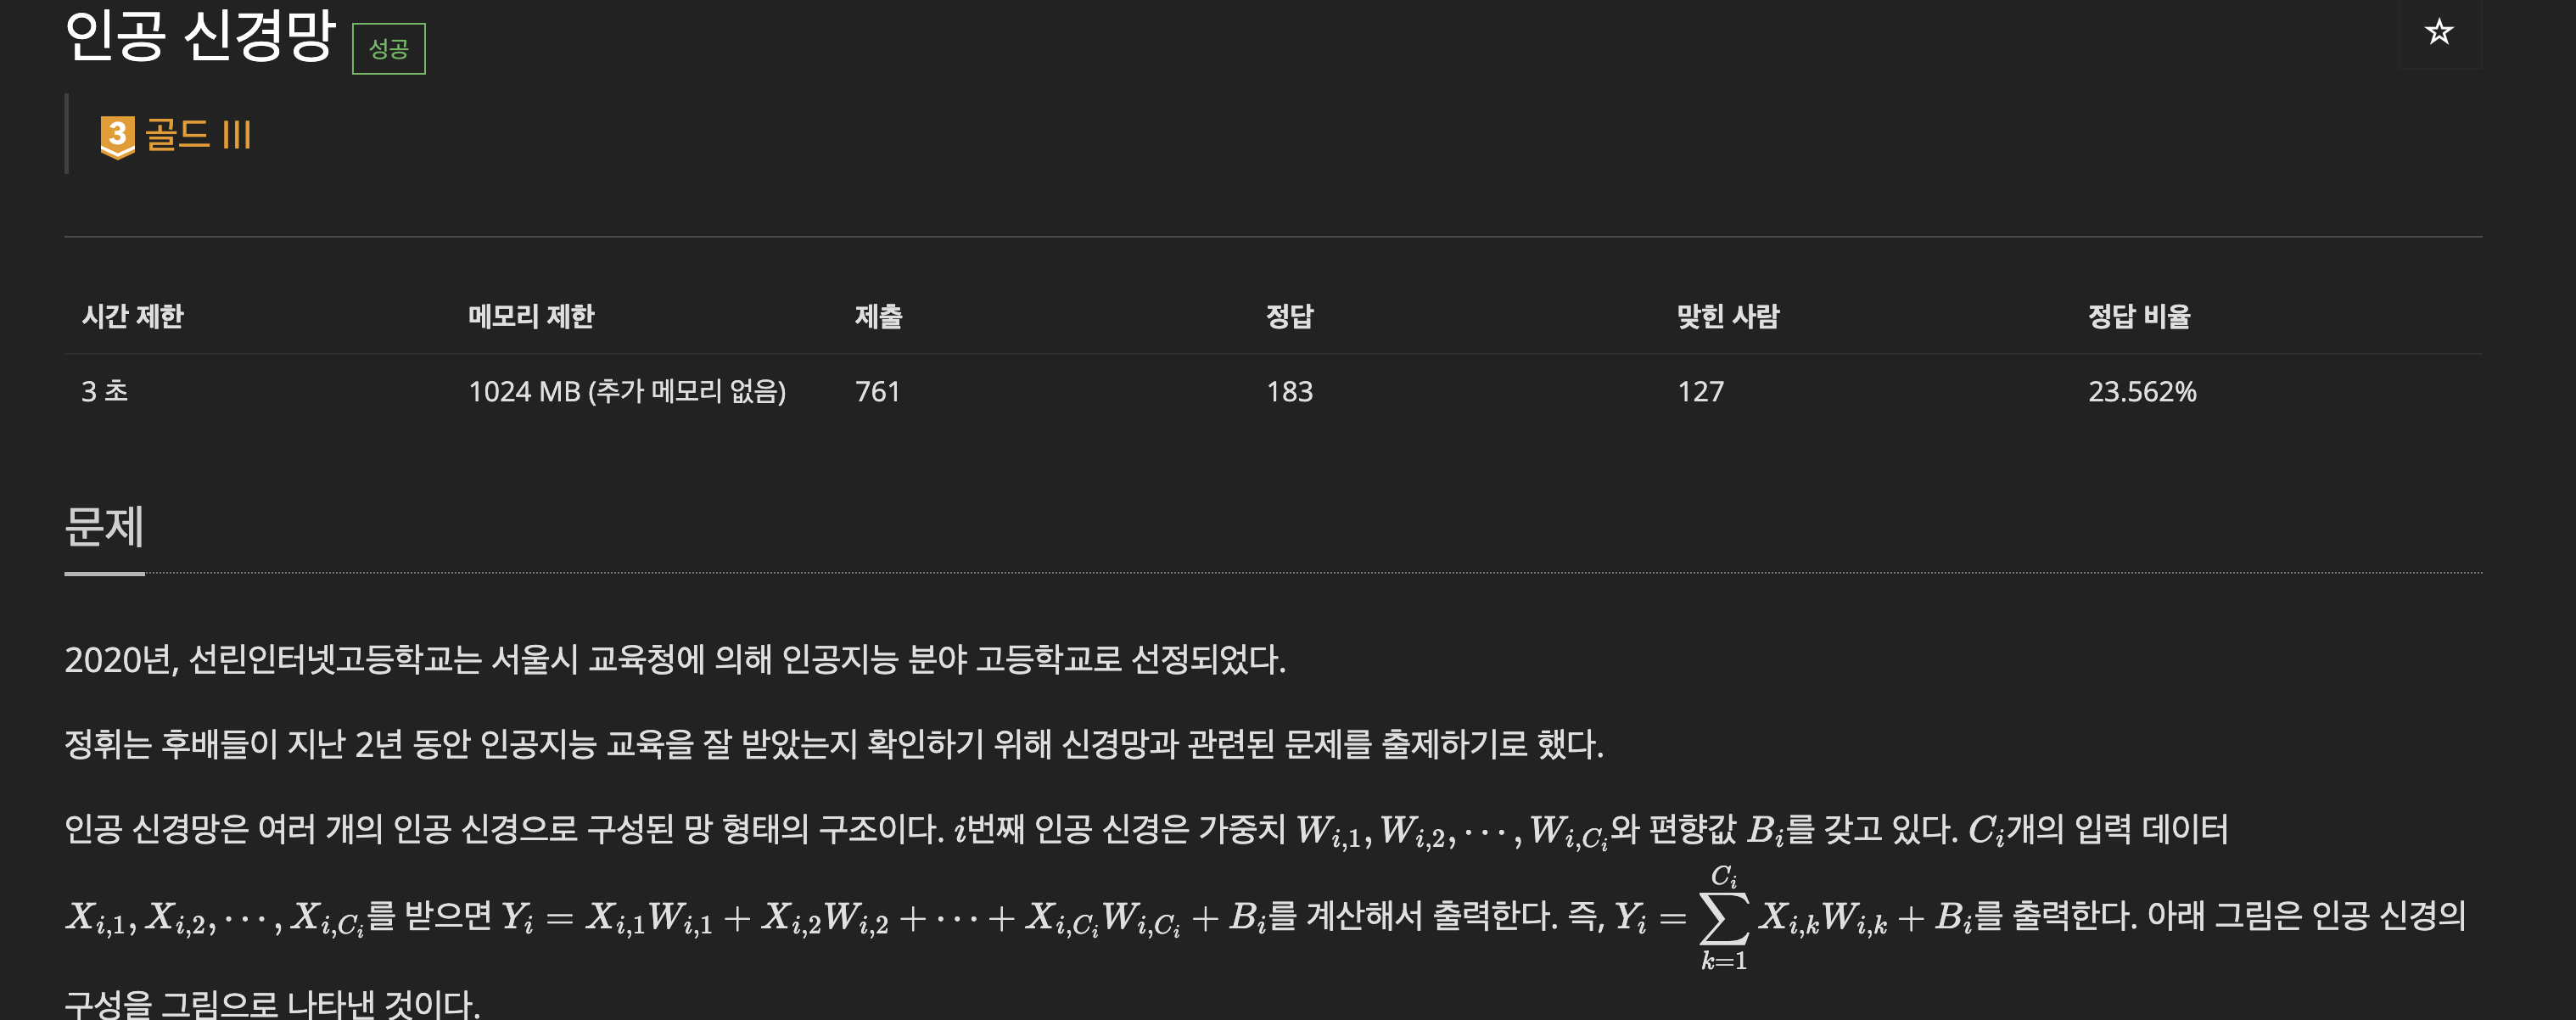 인공 신경망 성공
3 골드 III
시간 제한 메모리 제한 제출 정답 맞힌 사람 정답 비율
3 초 1024 MB (추가 메모리 없음) 761 183 127 23.562%
문제
2020년, 선린인터넷고등학교는 서울시 교육청에 의해 인공지능 분야 고등학교로 선정되었다.
정휘는 후배들이 지난 2년 동안 인공지능 교육을 잘 받았는지 확인하기 위해 신경망과 관련된 문제를 출제하기로 했다.
인공 신경망은 여러 개의 인공 신경으로 구성된 망 형태의 구조이다. $i$번째 인공 신경은 가중치 $W_{i,1}, W_{i,2}, \cdots, W_{i,C_i}$와 편향값 $B_i$를 갖고 있다. $C_i$개의 입력 데이터
$X_{i,1}, X_{i,2}, \cdots, X_{i,C_i}$를 받으면 $Y_i = X_{i,1}W_{i,1} + X_{i,2}W_{i,2} + \cdots + X_{i,C_i}W_{i,C_i} + B_i$를 계산해서 출력한다. 즉, $Y_i = \sum_{k=1}^{C_i} X_{i,k}W_{i,k} + B_i$를 출력한다. 아래 그림은 인공 신경의
구성을 그림으로 나타낸 것이다.